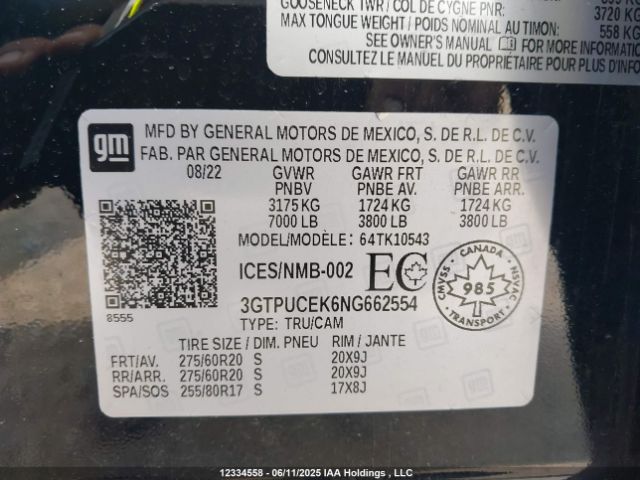 GOOSENECK TWR / COL DE CYGNE PNR: 3720 KG
MAX TONGUE WEIGHT / POIDS NOMINAL AU TIMON: 558 KG
SEE OWNER'S MANUAL FOR MORE INFORMATION
CONSULTEZ LE MANUEL DU PROPRIETAIRE POUR PLUS
gm
MFD BY GENERAL MOTORS DE MEXICO, S. DE R.L. DE C.V.
FAB. PAR GENERAL MOTORS DE MEXICO, S. DE R.L. DE C.V.
08/22 GVWR GAWR FRT GAWR RR
PNBV PNBE AV. PNBE ARR.
3175 KG 1724 KG 1724 KG
7000 LB 3800 LB 3800 LB
MODEL/MODÈLE: 64TK10543
ICES/NMB-002 EC
CANADA
NSVAC
985
TRANSPORT
8555
3GTPUCEK6NG662554
TYPE: TRU/CAM
TIRE SIZE / DIM. PNEU RIM / JANTE
FRT/AV. 275/60R20 S 20X9J
RR/ARR. 275/60R20 S 20X9J
SPA/SOS 255/80R17 S 17X8J
12334558 - 06/11/2025 IAA Holdings , LLC